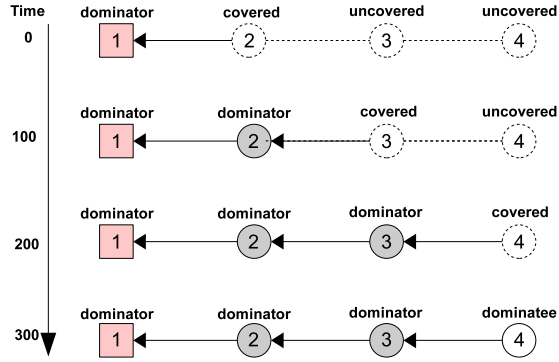 Time dominator covered uncovered uncovered
0 1 2 3 4
dominator dominator covered uncovered
100 1 2 3 4
dominator dominator dominator covered
200 1 2 3 4
dominator dominator dominator dominatee
300 1 2 3 4